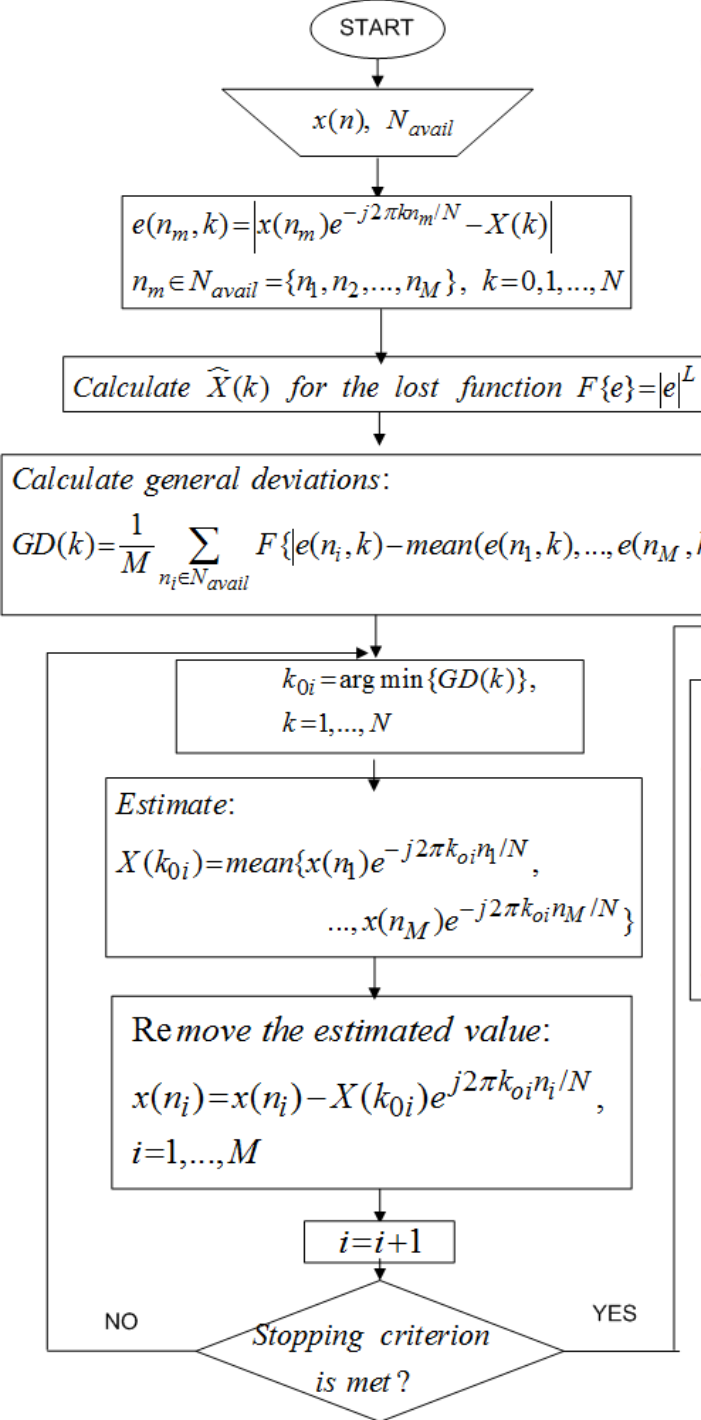 START
x(n), N_avail
e(n_m,k)=|x(n_m)e^{-j2πkn_m/N}−X(k)|
n_m∈N_avail={n_1,n_2,...,n_M}, k=0,1,...,N
Calculate X̂(k) for the lost function F{e}=|e|^L
Calculate general deviations:
GD(k)=1/M ∑_{n_i∈N_avail} F{|e(n_i,k)−mean(e(n_1,k),...,e(n_M,k
k_{0i}=arg min{GD(k)},
k=1,...,N
Estimate:
X(k_{0i})=mean{x(n_1)e^{-j2πk_{oi}n_1/N},
...,x(n_M)e^{-j2πk_{oi}n_M/N}}
Remove the estimated value:
x(n_i)=x(n_i)−X(k_{0i})e^{j2πk_{oi}n_i/N},
i=1,...,M
i=i+1
NO
YES
Stopping criterion
is met?